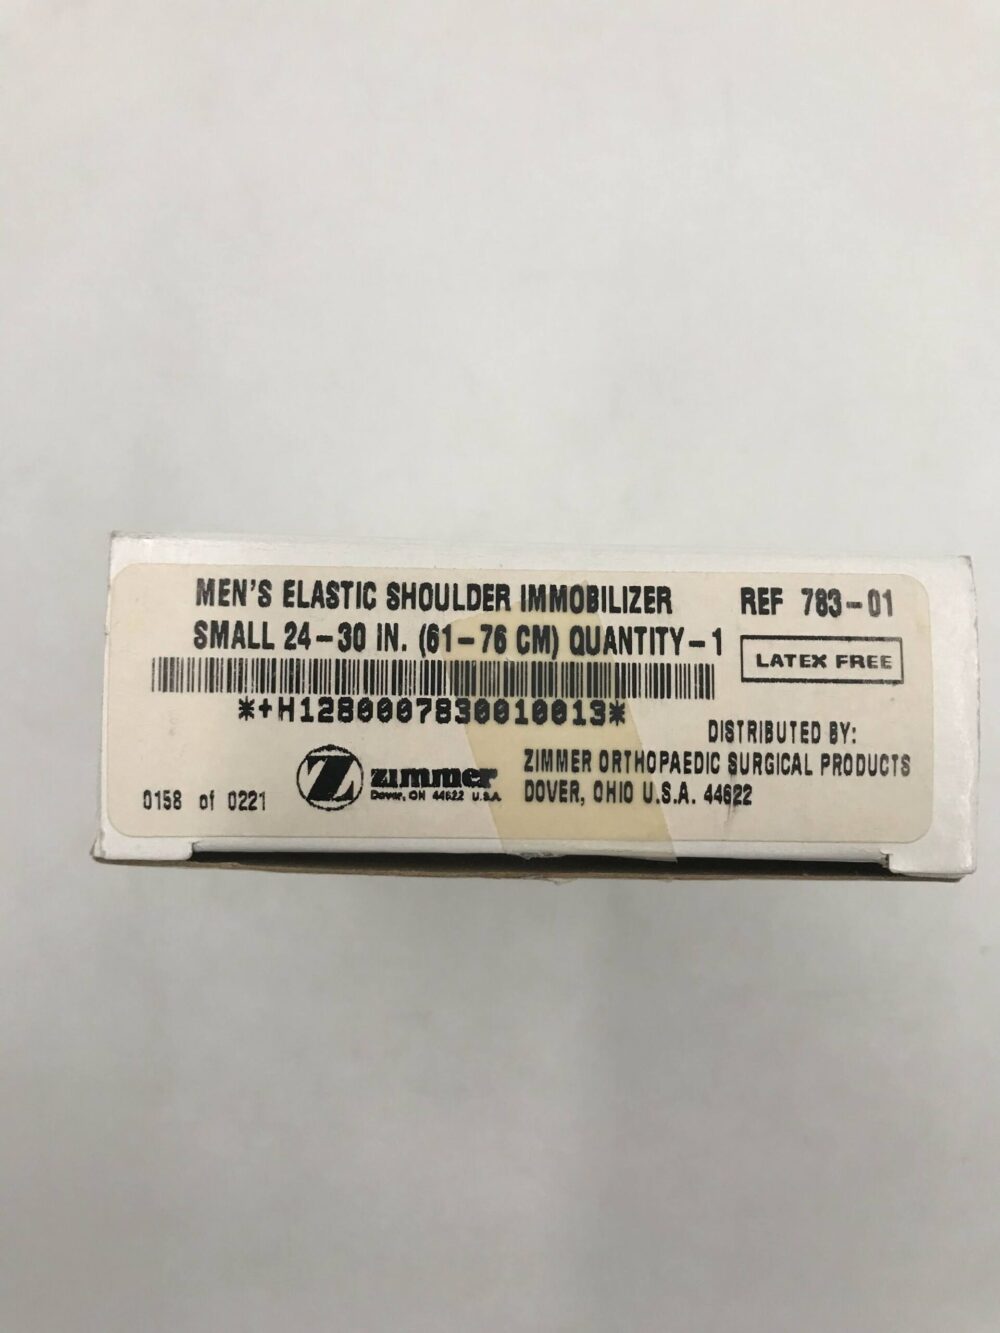 MEN'S ELASTIC SHOULDER IMMOBILIZER
REF 783-01
SMALL 24-30 IN. (61-76 CM) QUANTITY-1
LATEX FREE
*+H1280007830010013*
DISTRIBUTED BY:
ZIMMER ORTHOPAEDIC SURGICAL PRODUCTS
DOVER, OHIO U.S.A. 44622
Z zimmer
Dover, OH 44622 U.S.A.
0158 of 0221